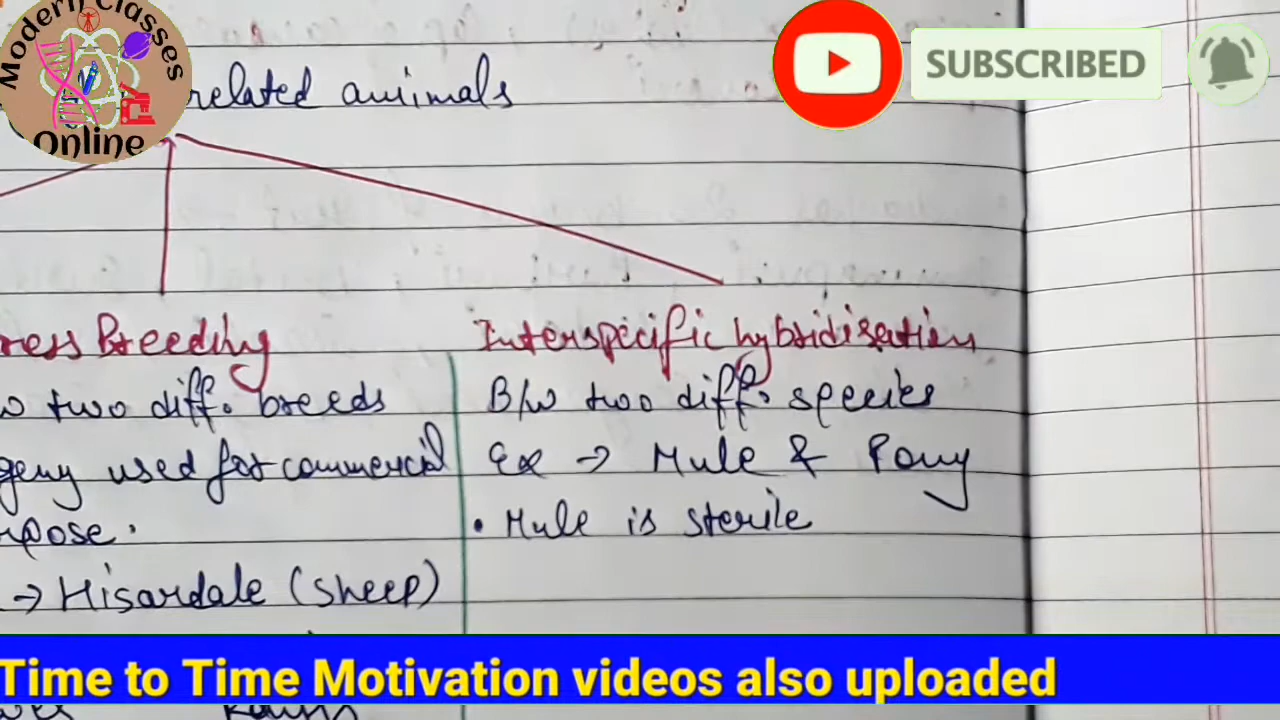 Modern Classes
Online
SUBSCRIBED
related animals
ress Breeding
w two diff. breeds
geny used for commercial
rpose.
→ Hisardale (Sheep)
Interspecific hybridisation
B/w two diff. species
Ex → Mule & Pony
• Mule is sterile
Time to Time Motivation videos also uploaded